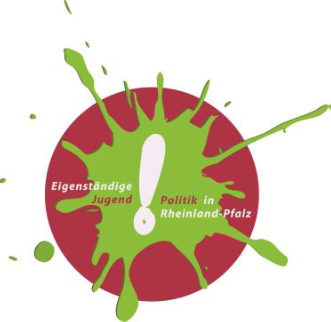 Eigenständige
Jugend Politik in
Rheinland-Pfalz